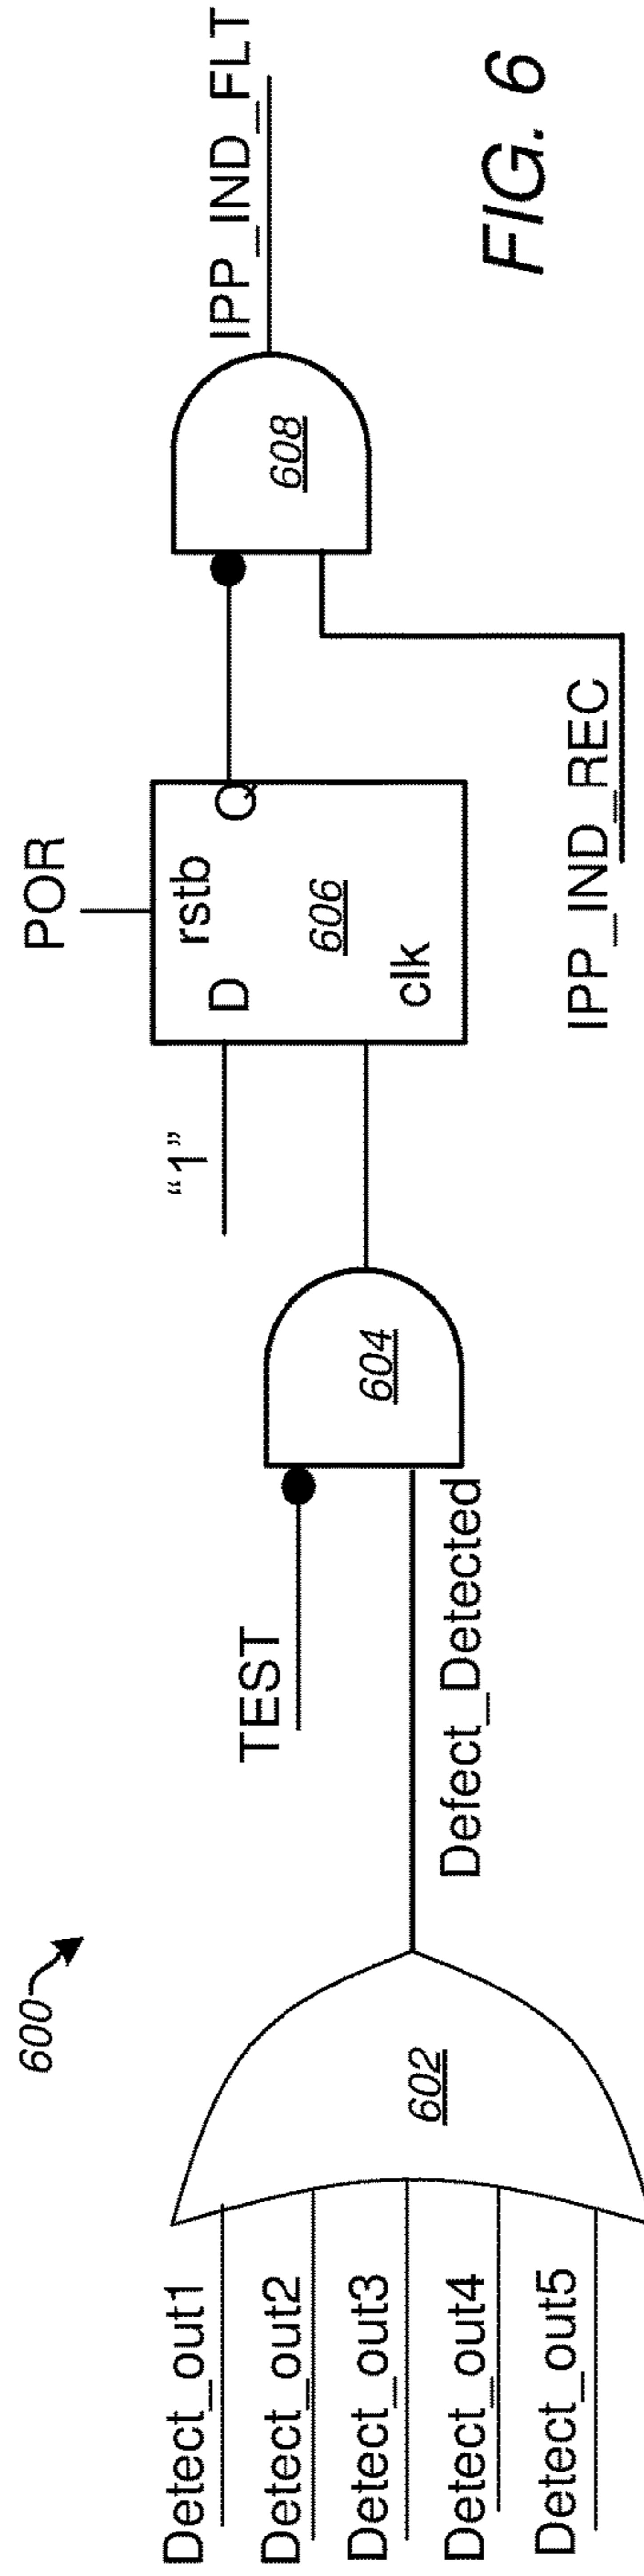 600
Detect_out1
Detect_out2
Detect_out3
Detect_out4
Detect_out5
602
Defect_Detected
TEST
604
"1"
POR
D
rstb
Q
606
clk
IPP_IND_REC
608
IPP_IND_FLT
FIG. 6